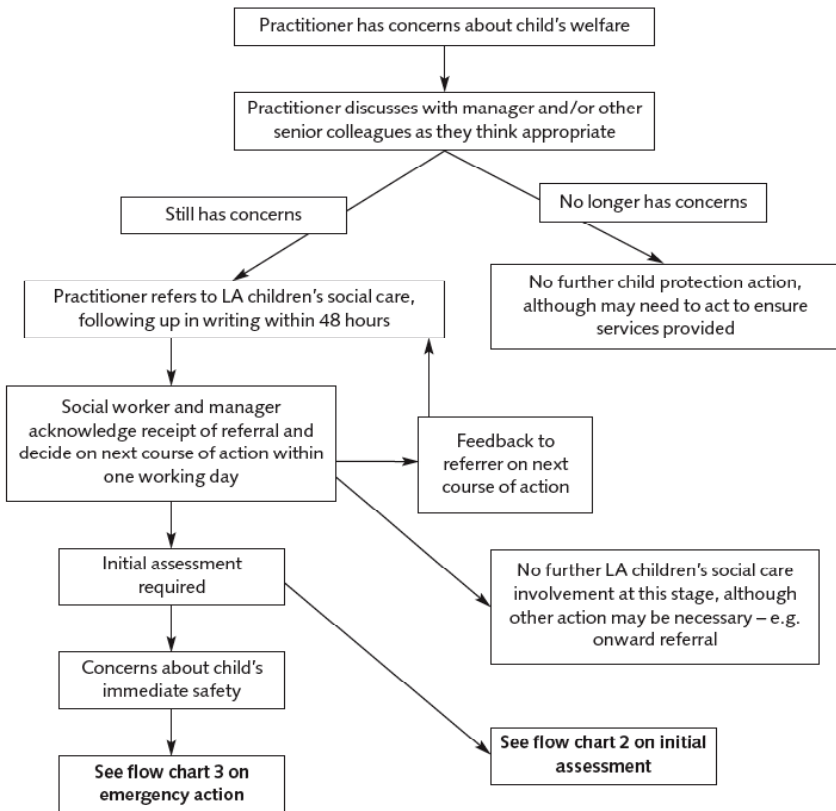 Practitioner has concerns about child's welfare
Practitioner discusses with manager and/or other
senior colleagues as they think appropriate
Still has concerns
No longer has concerns
Practitioner refers to LA children's social care,
following up in writing within 48 hours
No further child protection action,
although may need to act to ensure
services provided
Social worker and manager
acknowledge receipt of referral and
decide on next course of action within
one working day
Feedback to
referrer on next
course of action
Initial assessment
required
No further LA children's social care
involvement at this stage, although
other action may be necessary – e.g.
onward referral
Concerns about child's
immediate safety
See flow chart 3 on
emergency action
See flow chart 2 on initial
assessment